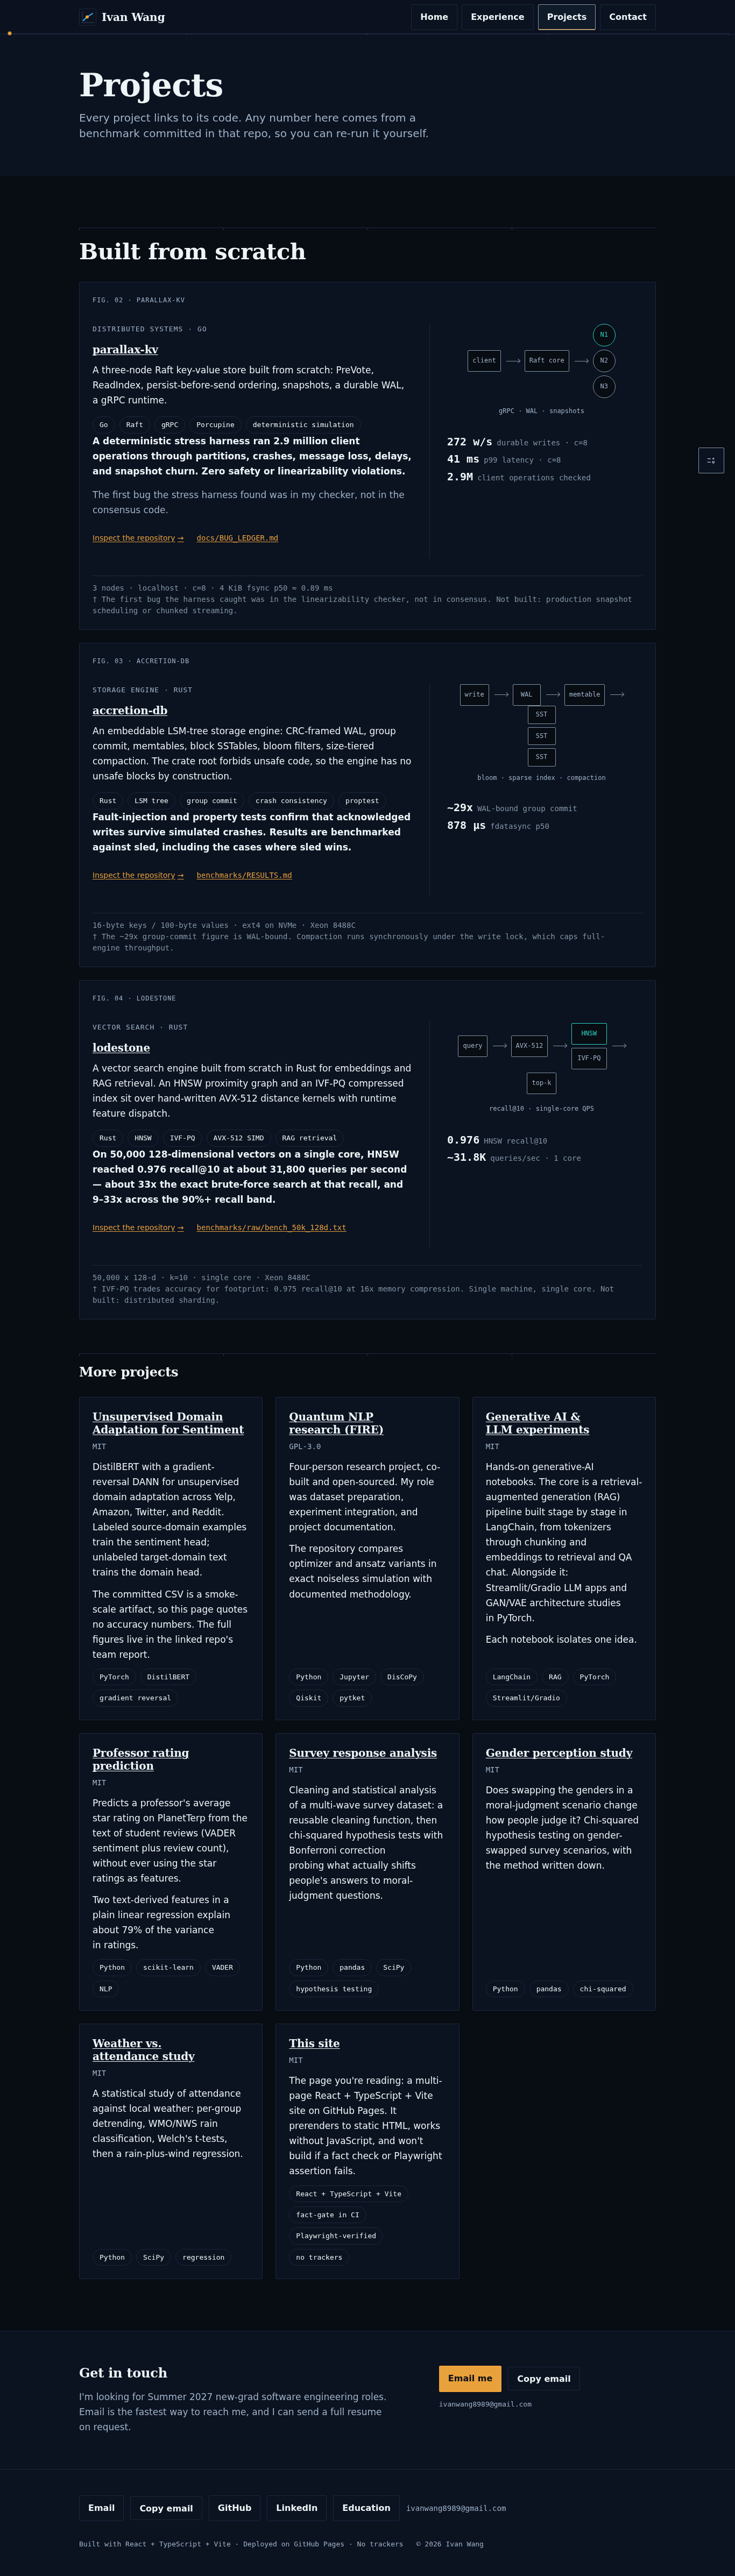 Ivan Wang
Home Experience Projects Contact
Projects
Every project links to its code. Any number here comes from a
benchmark committed in that repo, so you can re-run it yourself.
Built from scratch
FIG. 02 · PARALLAX-KV
DISTRIBUTED SYSTEMS · GO
parallax-kv
A three-node Raft key-value store built from scratch: PreVote,
ReadIndex, persist-before-send ordering, snapshots, a durable WAL,
a gRPC runtime.
Go Raft gRPC Porcupine deterministic simulation
A deterministic stress harness ran 2.9 million client
operations through partitions, crashes, message loss, delays,
and snapshot churn. Zero safety or linearizability violations.
The first bug the stress harness found was in my checker, not in the
consensus code.
Inspect the repository → docs/BUG_LEDGER.md
client → Raft core → N1
N2
N3
gRPC · WAL · snapshots
272 w/s durable writes · c=8
41 ms p99 latency · c=8
2.9M client operations checked
3 nodes · localhost · c=8 · 4 KiB fsync p50 ≈ 0.89 ms
† The first bug the harness caught was in the linearizability checker, not in consensus. Not built: production snapshot
scheduling or chunked streaming.
FIG. 03 · ACCRETION-DB
STORAGE ENGINE · RUST
accretion-db
An embeddable LSM-tree storage engine: CRC-framed WAL, group
commit, memtables, block SSTables, bloom filters, size-tiered
compaction. The crate root forbids unsafe code, so the engine has no
unsafe blocks by construction.
Rust LSM tree group commit crash consistency proptest
Fault-injection and property tests confirm that acknowledged
writes survive simulated crashes. Results are benchmarked
against sled, including the cases where sled wins.
Inspect the repository → benchmarks/RESULTS.md
write → WAL → memtable →
SST
SST
SST
bloom · sparse index · compaction
~29x WAL-bound group commit
878 µs fdatasync p50
16-byte keys / 100-byte values · ext4 on NVMe · Xeon 8488C
† The ~29x group-commit figure is WAL-bound. Compaction runs synchronously under the write lock, which caps full-
engine throughput.
FIG. 04 · LODESTONE
VECTOR SEARCH · RUST
lodestone
A vector search engine built from scratch in Rust for embeddings and
RAG retrieval. An HNSW proximity graph and an IVF-PQ compressed
index sit over hand-written AVX-512 distance kernels with runtime
feature dispatch.
Rust HNSW IVF-PQ AVX-512 SIMD RAG retrieval
On 50,000 128-dimensional vectors on a single core, HNSW
reached 0.976 recall@10 at about 31,800 queries per second
— about 33x the exact brute-force search at that recall, and
9–33x across the 90%+ recall band.
Inspect the repository → benchmarks/raw/bench_50k_128d.txt
query → AVX-512 → HNSW →
IVF-PQ
top-k
recall@10 · single-core QPS
0.976 HNSW recall@10
~31.8K queries/sec · 1 core
50,000 x 128-d · k=10 · single core · Xeon 8488C
† IVF-PQ trades accuracy for footprint: 0.975 recall@10 at 16x memory compression. Single machine, single core. Not
built: distributed sharding.
More projects
Unsupervised Domain
Adaptation for Sentiment
MIT
DistilBERT with a gradient-
reversal DANN for unsupervised
domain adaptation across Yelp,
Amazon, Twitter, and Reddit.
Labeled source-domain examples
train the sentiment head;
unlabeled target-domain text
trains the domain head.
The committed CSV is a smoke-
scale artifact, so this page quotes
no accuracy numbers. The full
figures live in the linked repo's
team report.
PyTorch DistilBERT
gradient reversal
Quantum NLP
research (FIRE)
GPL-3.0
Four-person research project, co-
built and open-sourced. My role
was dataset preparation,
experiment integration, and
project documentation.
The repository compares
optimizer and ansatz variants in
exact noiseless simulation with
documented methodology.
Python Jupyter DisCoPy
Qiskit pytket
Generative AI &
LLM experiments
MIT
Hands-on generative-AI
notebooks. The core is a retrieval-
augmented generation (RAG)
pipeline built stage by stage in
LangChain, from tokenizers
through chunking and
embeddings to retrieval and QA
chat. Alongside it:
Streamlit/Gradio LLM apps and
GAN/VAE architecture studies
in PyTorch.
Each notebook isolates one idea.
LangChain RAG PyTorch
Streamlit/Gradio
Professor rating
prediction
MIT
Predicts a professor's average
star rating on PlanetTerp from the
text of student reviews (VADER
sentiment plus review count),
without ever using the star
ratings as features.
Two text-derived features in a
plain linear regression explain
about 79% of the variance
in ratings.
Python scikit-learn VADER
NLP
Survey response analysis
MIT
Cleaning and statistical analysis
of a multi-wave survey dataset: a
reusable cleaning function, then
chi-squared hypothesis tests with
Bonferroni correction
probing what actually shifts
people's answers to moral-
judgment questions.
Python pandas SciPy
hypothesis testing
Gender perception study
MIT
Does swapping the genders in a
moral-judgment scenario change
how people judge it? Chi-squared
hypothesis testing on gender-
swapped survey scenarios, with
the method written down.
Python pandas chi-squared
Weather vs.
attendance study
MIT
A statistical study of attendance
against local weather: per-group
detrending, WMO/NWS rain
classification, Welch's t-tests,
then a rain-plus-wind regression.
Python SciPy regression
This site
MIT
The page you're reading: a multi-
page React + TypeScript + Vite
site on GitHub Pages. It
prerenders to static HTML, works
without JavaScript, and won't
build if a fact check or Playwright
assertion fails.
React + TypeScript + Vite
fact-gate in CI
Playwright-verified
no trackers
Get in touch
I'm looking for Summer 2027 new-grad software engineering roles.
Email is the fastest way to reach me, and I can send a full resume
on request.
Email me Copy email
ivanwang8989@gmail.com
Email Copy email GitHub LinkedIn Education ivanwang8989@gmail.com
Built with React + TypeScript + Vite · Deployed on GitHub Pages · No trackers © 2026 Ivan Wang